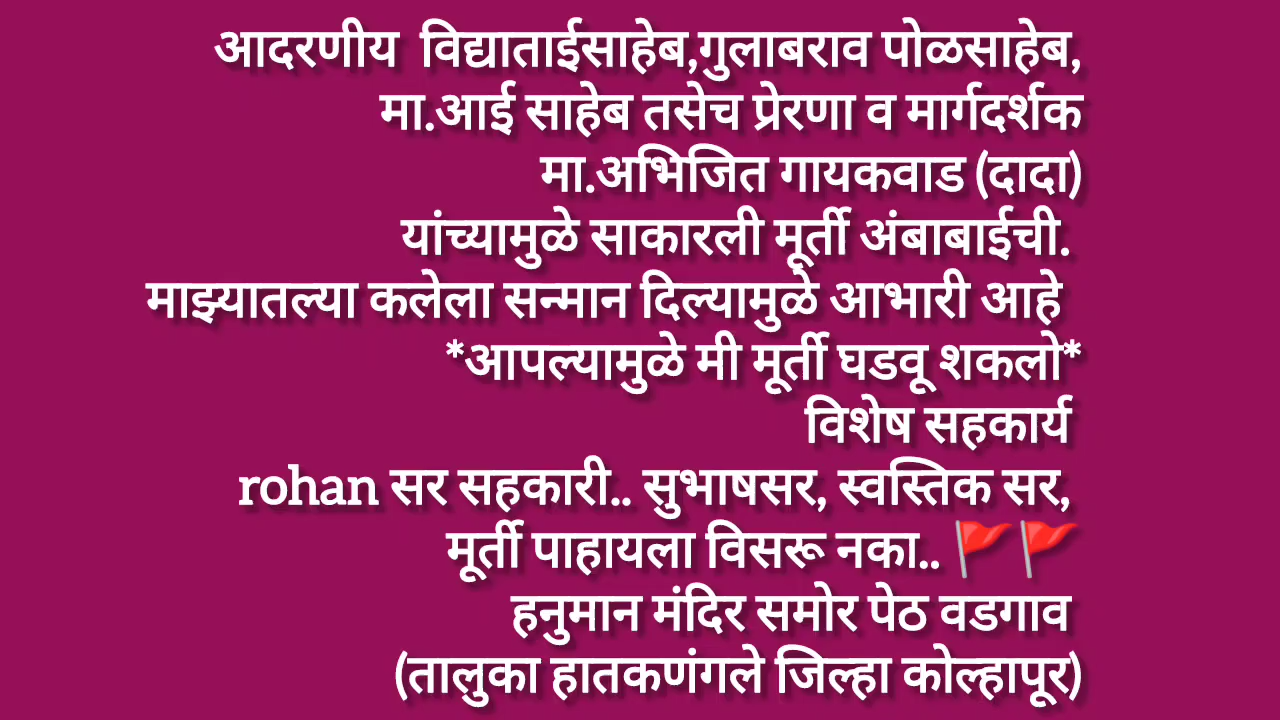 आदरणीय विद्याताईसाहेब,गुलाबराव पोळसाहेब,
मा.आई साहेब तसेच प्रेरणा व मार्गदर्शक
मा.अभिजित गायकवाड (दादा)
यांच्यामुळे साकारली मूर्ती अंबाबाईची.
माझ्यातल्या कलेला सन्मान दिल्यामुळे आभारी आहे
*आपल्यामुळे मी मूर्ती घडवू शकलो*
विशेष सहकार्य
rohan सर सहकारी.. सुभाषसर, स्वस्तिक सर,
मूर्ती पाहायला विसरू नका.. 🚩🚩
हनुमान मंदिर समोर पेठ वडगाव
(तालुका हातकणंगले जिल्हा कोल्हापूर)